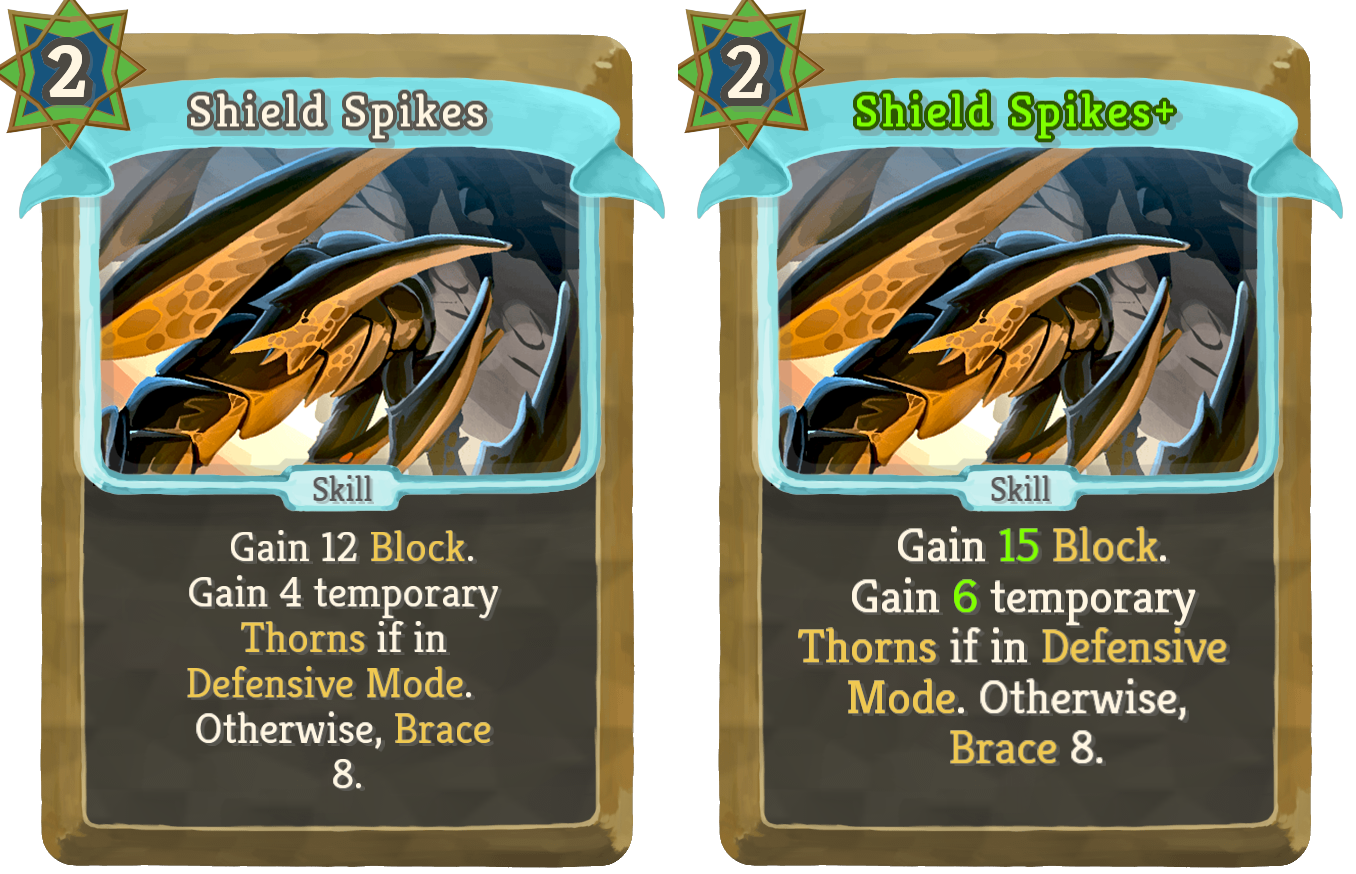 2
Shield Spikes
Skill
Gain 12 Block.
Gain 4 temporary
Thorns if in
Defensive Mode.
Otherwise, Brace
8.
2
Shield Spikes+
Skill
Gain 15 Block.
Gain 6 temporary
Thorns if in Defensive
Mode. Otherwise,
Brace 8.